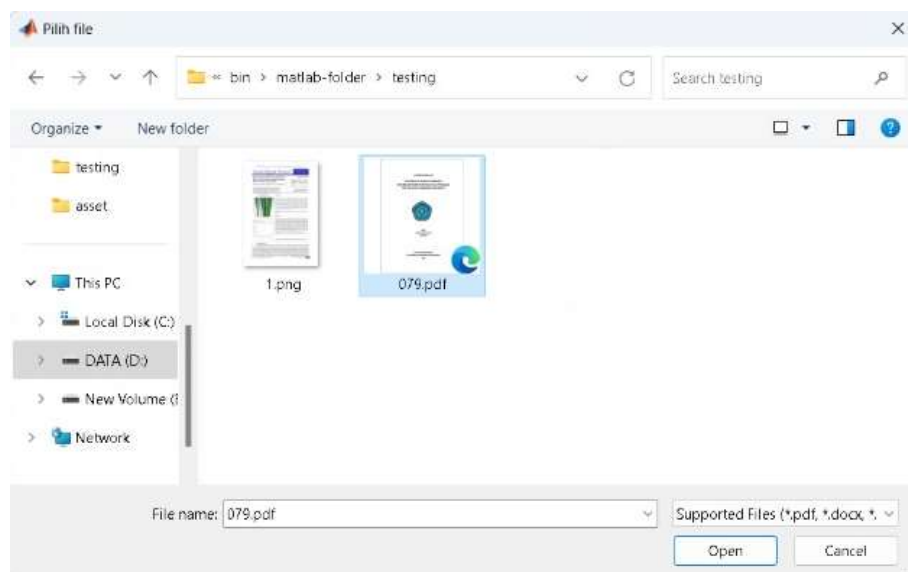 Pilih file
« bin > matlab-folder > testing
Search testing
Organize
New folder
testing
asset
This PC
1.png
079.pdf
Local Disk (C:)
DATA (D:)
New Volume (
Network
File name: 079.pdf
Supported Files (*.pdf, *.docx, *.
Open
Cancel